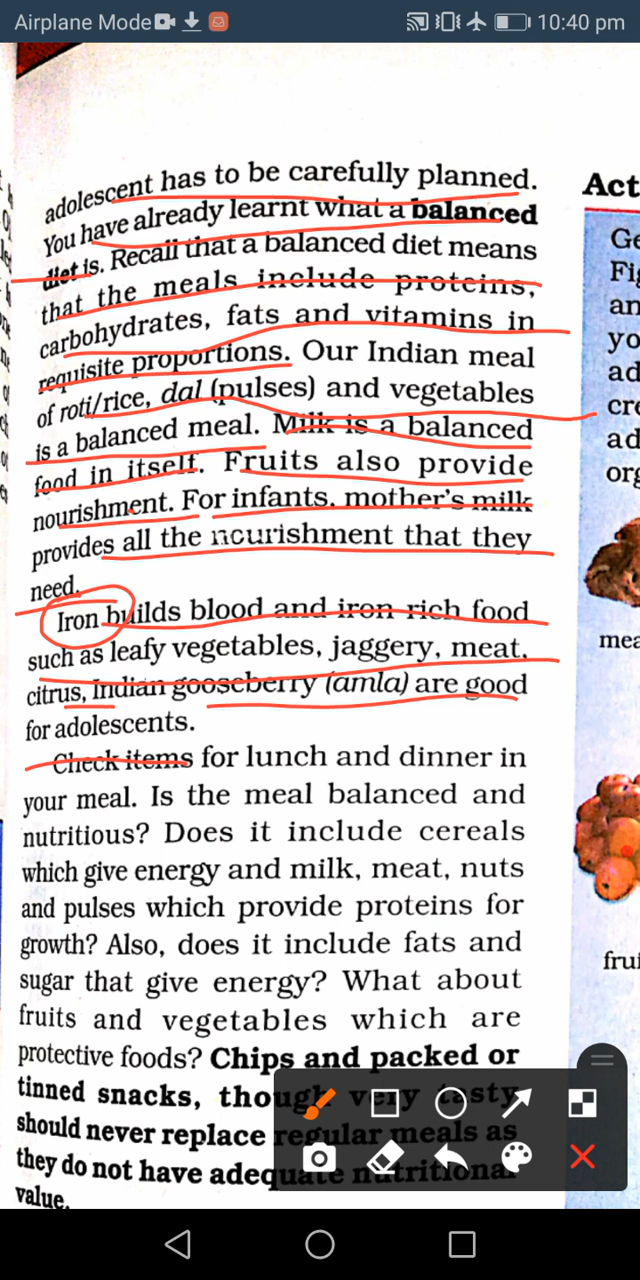 Airplane Mode
10:40 pm
adolescent has to be carefully planned.
You have already learnt what a balanced
diet is. Recall that a balanced diet means
that the meals include proteins,
carbohydrates, fats and vitamins in
requisite proportions. Our Indian meal
of roti/rice, dal (pulses) and vegetables
is a balanced meal. Milk is a balanced
food in itself. Fruits also provide
nourishment. For infants, mother's milk
provides all the nourishment that they
need.
Iron builds blood and iron rich food
such as leafy vegetables, jaggery, meat,
citrus, Indian gooseberry (amla) are good
for adolescents.
Check items for lunch and dinner in
your meal. Is the meal balanced and
nutritious? Does it include cereals
which give energy and milk, meat, nuts
and pulses which provide proteins for
growth? Also, does it include fats and
sugar that give energy? What about
fruits and vegetables which are
protective foods? Chips and packed or
tinned snacks, though very tasty
should never replace regular meals as
they do not have adequate nutritional
value.
Act
Ge
Fig
an
yo
ad
cre
ad
org
mea
frui